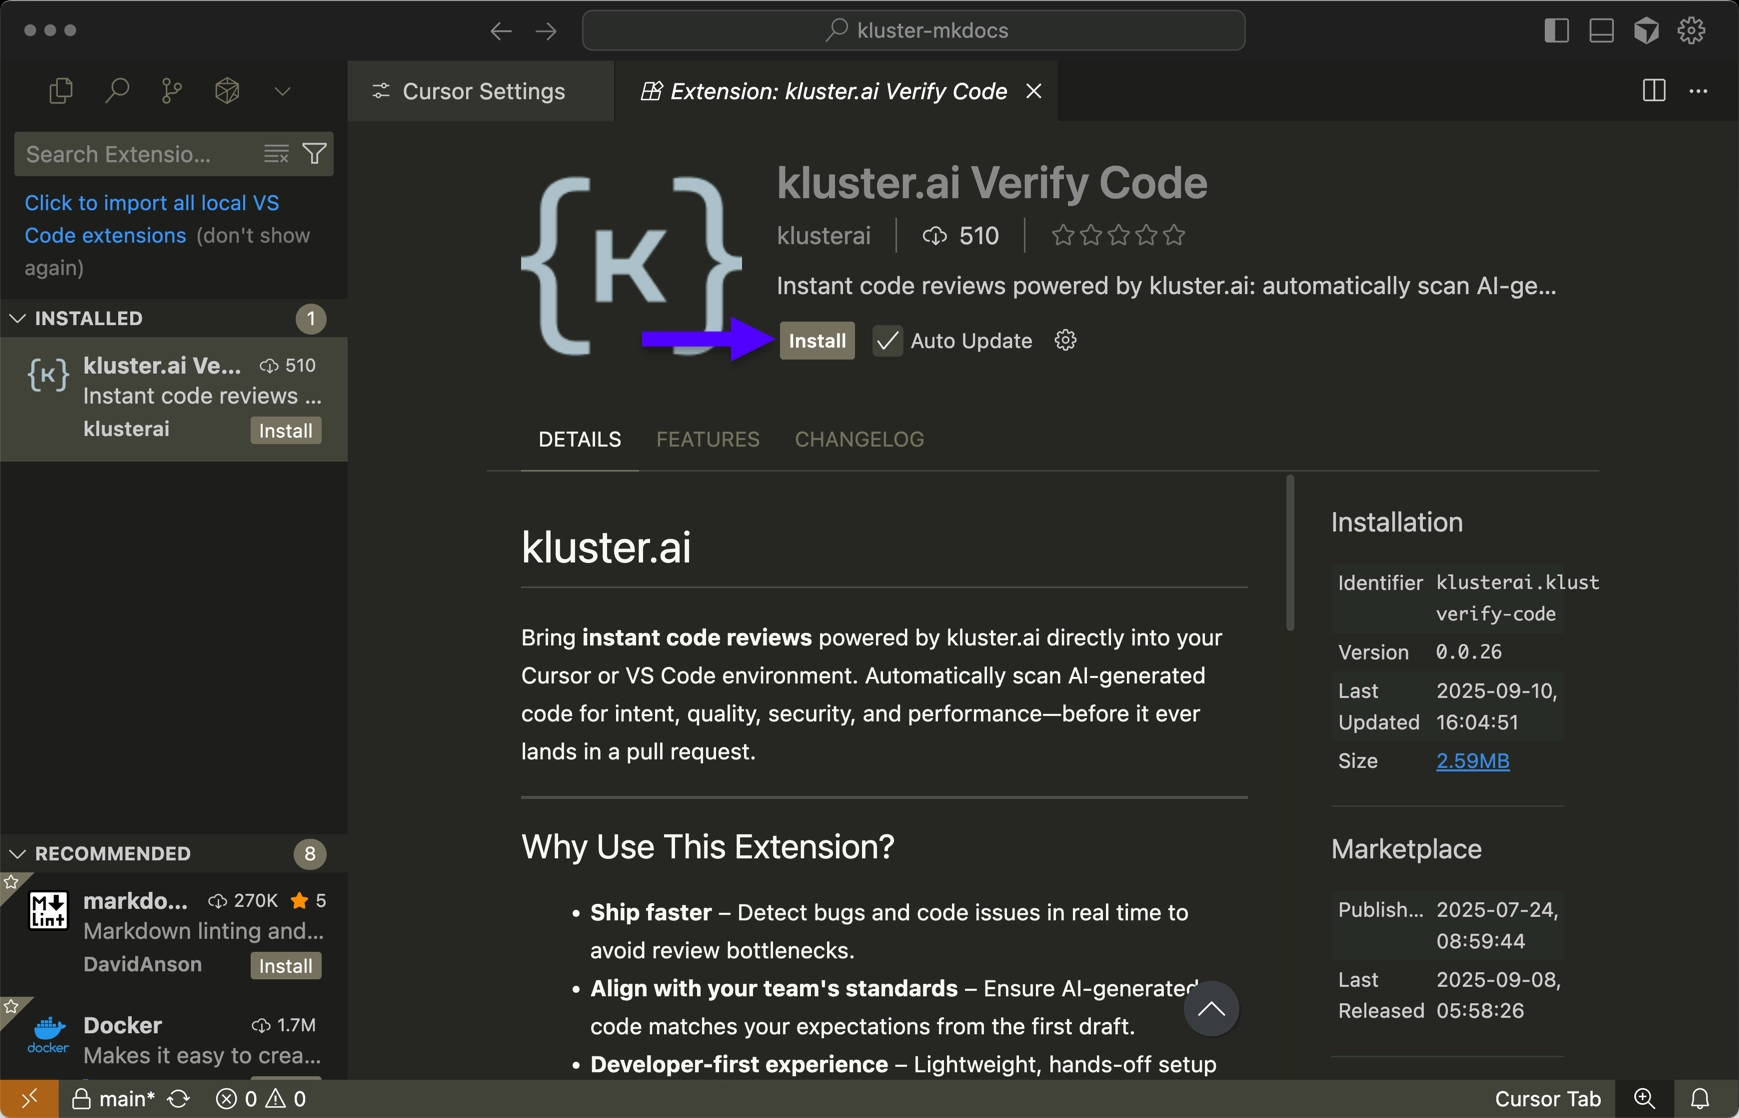 kluster-mkdocs
Cursor Settings
Extension: kluster.ai Verify Code
Search Extensio...
Click to import all local VS
Code extensions (don't show
again)
INSTALLED 1
kluster.ai Ve... 510
Instant code reviews ...
klusterai Install
RECOMMENDED 8
M Lint
markdo... 270K 5
Markdown linting and...
DavidAnson Install
docker
Docker 1.7M
Makes it easy to crea...
{K}
kluster.ai Verify Code
klusterai 510
Instant code reviews powered by kluster.ai: automatically scan AI-ge...
Install Auto Update
DETAILS FEATURES CHANGELOG
kluster.ai
Bring instant code reviews powered by kluster.ai directly into your
Cursor or VS Code environment. Automatically scan AI-generated
code for intent, quality, security, and performance—before it ever
lands in a pull request.
Why Use This Extension?
• Ship faster – Detect bugs and code issues in real time to
avoid review bottlenecks.
• Align with your team's standards – Ensure AI-generated
code matches your expectations from the first draft.
• Developer-first experience – Lightweight, hands-off setup
Installation
Identifier klusterai.klust
verify-code
Version 0.0.26
Last 2025-09-10,
Updated 16:04:51
Size 2.59MB
Marketplace
Publish... 2025-07-24,
08:59:44
Last 2025-09-08,
Released 05:58:26
main* 0 0
Cursor Tab